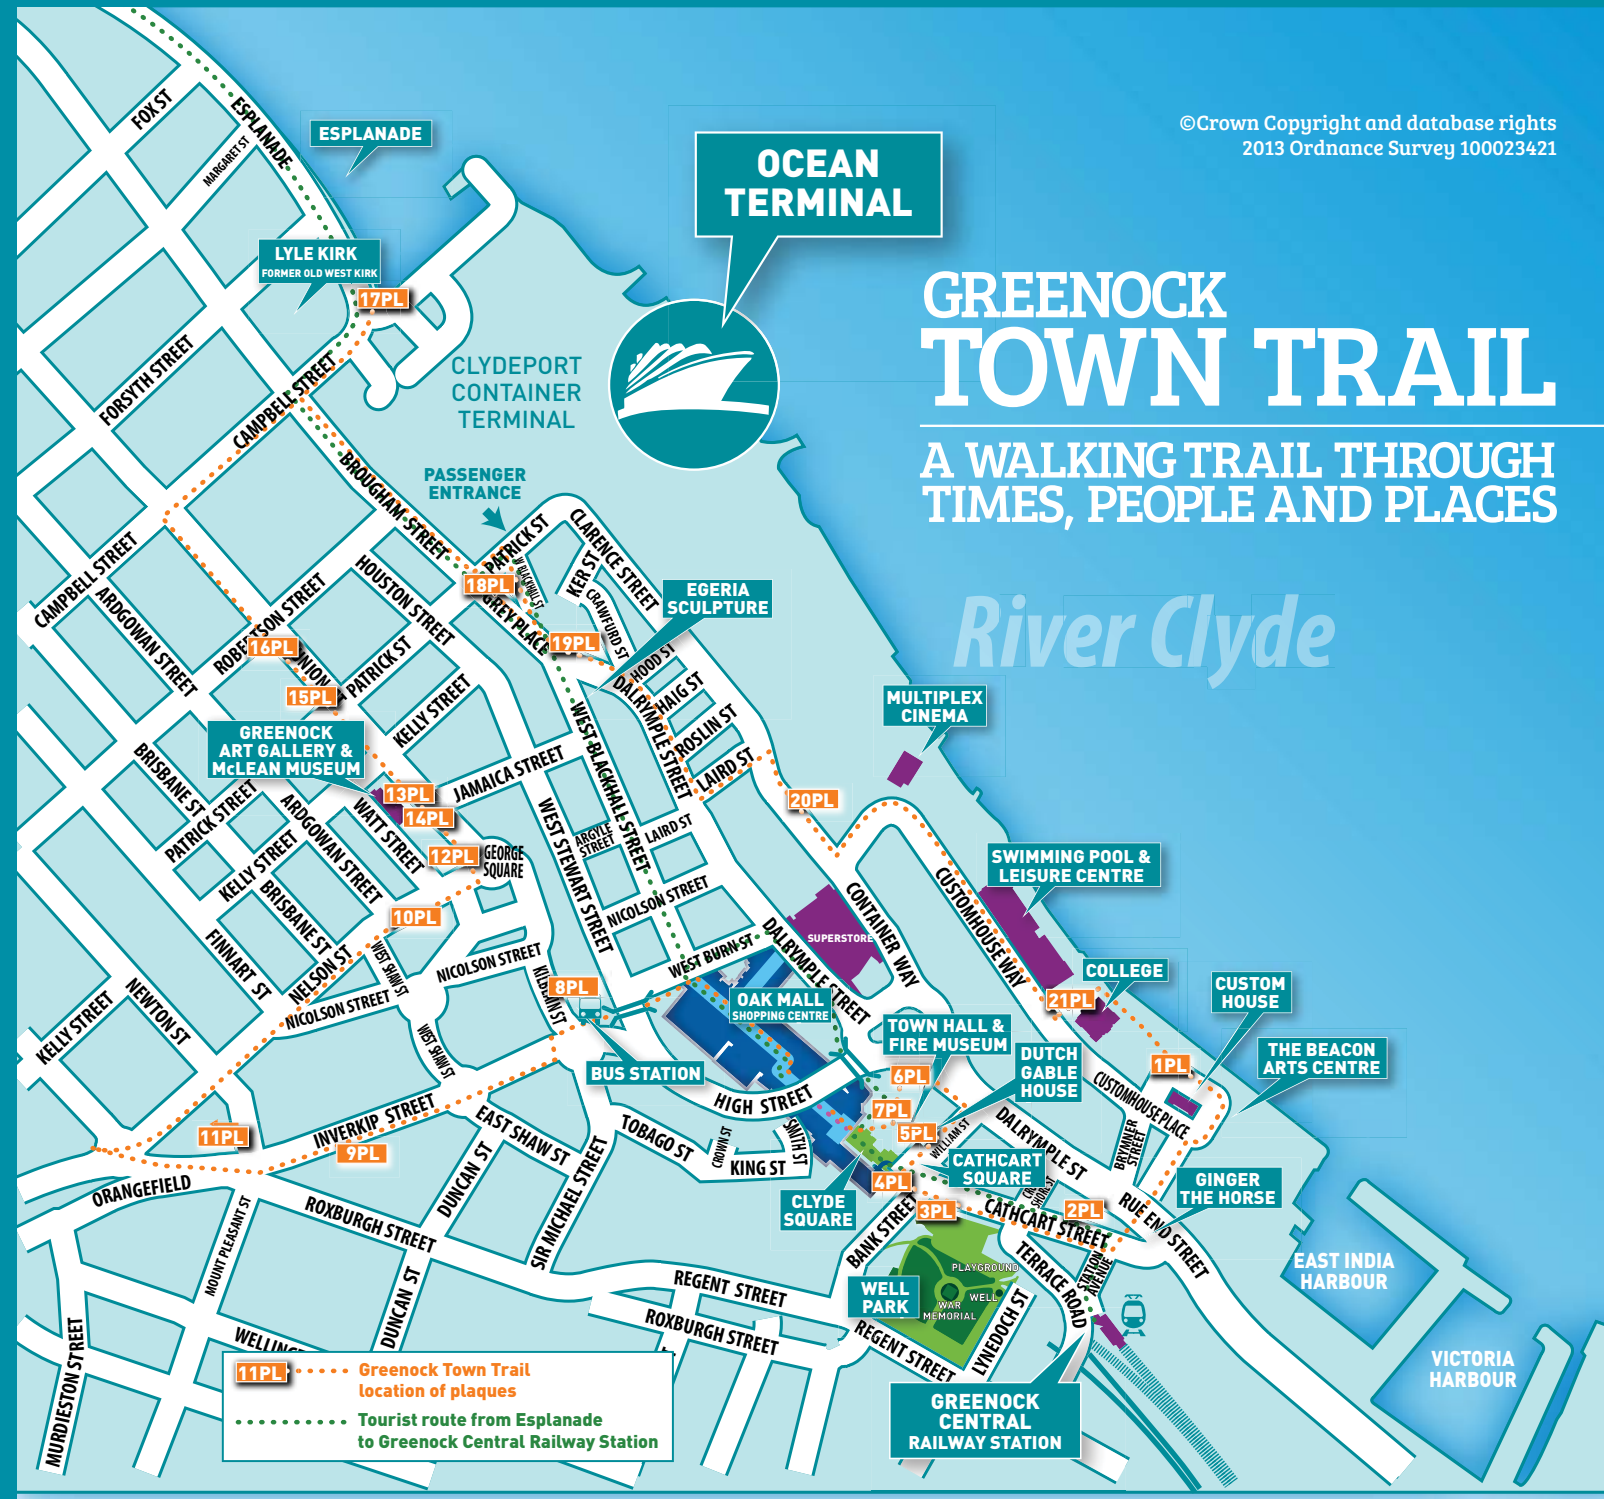 ©Crown Copyright and database rights
2013 Ordnance Survey 100023421
GREENOCK
TOWN TRAIL
A WALKING TRAIL THROUGH
TIMES, PEOPLE AND PLACES
OCEAN
TERMINAL
River Clyde
ESPLANADE
FOX ST
ESPLANADE
MARGARET ST
LYLE KIRK
FORMER OLD WEST KIRK
17PL
CLYDEPORT
CONTAINER
TERMINAL
FORSYTH STREET
CAMPBELL STREET
BROUGHAM STREET
PASSENGER
ENTRANCE
PATRICK ST
CLARENCE STREET
KER ST
W BLACKHALL ST
CRAWFURD ST
18PL
GREY PLACE
19PL
EGERIA
SCULPTURE
HOOD ST
HAIG ST
ROSLIN ST
LAIRD ST
DALRYMPLE STREET
CAMPBELL STREET
ARDGOWAN STREET
ROBERTSON STREET
HOUSTON STREET
16PL
UNION
15PL
PATRICK ST
KELLY STREET
GREENOCK
ART GALLERY &
McLEAN MUSEUM
13PL
14PL
JAMAICA STREET
WEST BLACKHALL STREET
WEST STEWART STREET
ARGYLE
STREET
LAIRD ST
MULTIPLEX
CINEMA
20PL
BRISBANE ST
PATRICK STREET
ARDGOWAN STREET
WATT STREET
12PL
GEORGE
SQUARE
KELLY STREET
BRISBANE ST
10PL
NICOLSON STREET
SUPERSTORE
CONTAINER WAY
CUSTOMHOUSE WAY
SWIMMING POOL &
LEISURE CENTRE
FINNART ST
NELSON ST
WEST SHAW ST
NICOLSON STREET
KILBLAIN ST
8PL
WEST BURN ST
DALRYMPLE STREET
OAK MALL
SHOPPING CENTRE
COLLEGE
21PL
CUSTOM
HOUSE
KELLY STREET
NEWTON ST
NICOLSON STREET
WEST SHAW ST
BUS STATION
TOWN HALL &
FIRE MUSEUM
DUTCH
GABLE
HOUSE
THE BEACON
ARTS CENTRE
1PL
6PL
HIGH STREET
7PL
5PL
WILLIAM ST
CUSTOMHOUSE PLACE
BRYMNER
STREET
DALRYMPLE ST
11PL
INVERKIP STREET
9PL
EAST SHAW ST
TOBAGO ST
CROWN ST
SMITH ST
KING ST
CATHCART
SQUARE
GINGER
THE HORSE
4PL
CLYDE
SQUARE
3PL
2PL
CATHCART STREET
RUE END STREET
ORANGEFIELD
MOUNT PLEASANT ST
ROXBURGH STREET
DUNCAN ST
SIR MICHAEL STREET
BANK STREET
TERRACE ROAD
STATION
AVENUE
EAST INDIA
HARBOUR
PLAYGROUND
WELL
WAR
MEMORIAL
WELL
PARK
REGENT STREET
ROXBURGH STREET
REGENT STREET
LYNEDOCH ST
DUNCAN ST
MURDIESTON STREET
VICTORIA
HARBOUR
GREENOCK
CENTRAL
RAILWAY STATION
11PL
Greenock Town Trail
location of plaques
Tourist route from Esplanade
to Greenock Central Railway Station